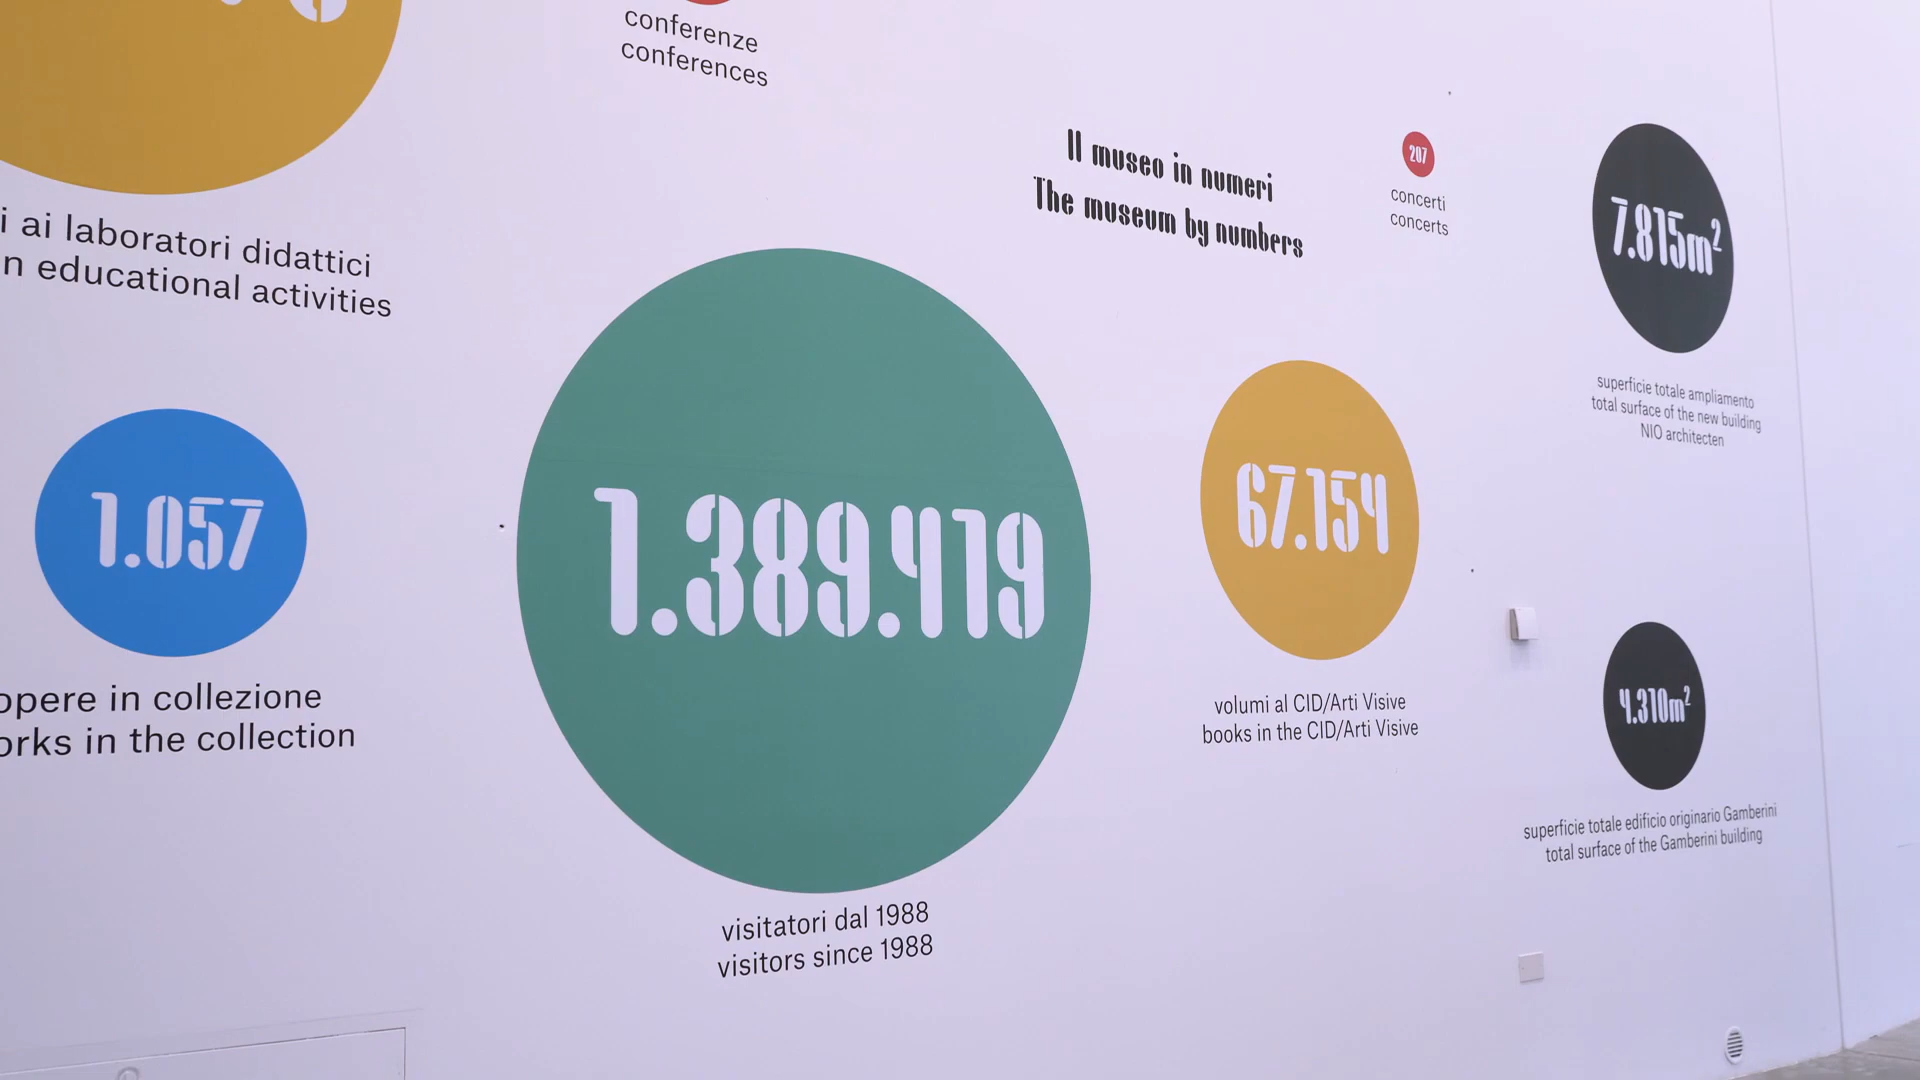 conferenze
conferences
i ai laboratori didattici
n educational activities
1.057
opere in collezione
orks in the collection
Il museo in numeri
The museum by numbers
1.389.419
visitatori dal 1988
visitors since 1988
207
concerti
concerts
67.154
volumi al CID/Arti Visive
books in the CID/Arti Visive
7.815m²
superficie totale ampliamento
total surface of the new building
NIO architecten
4.310m²
superficie totale edificio originario Gamberini
total surface of the Gamberini building